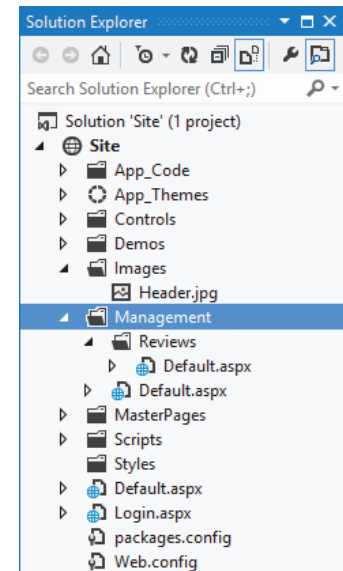 Solution Explorer
Search Solution Explorer (Ctrl+;)
Solution 'Site' (1 project)
Site
App_Code
App_Themes
Controls
Demos
Images
Header.jpg
Management
Reviews
Default.aspx
Default.aspx
MasterPages
Scripts
Styles
Default.aspx
Login.aspx
packages.config
Web.config